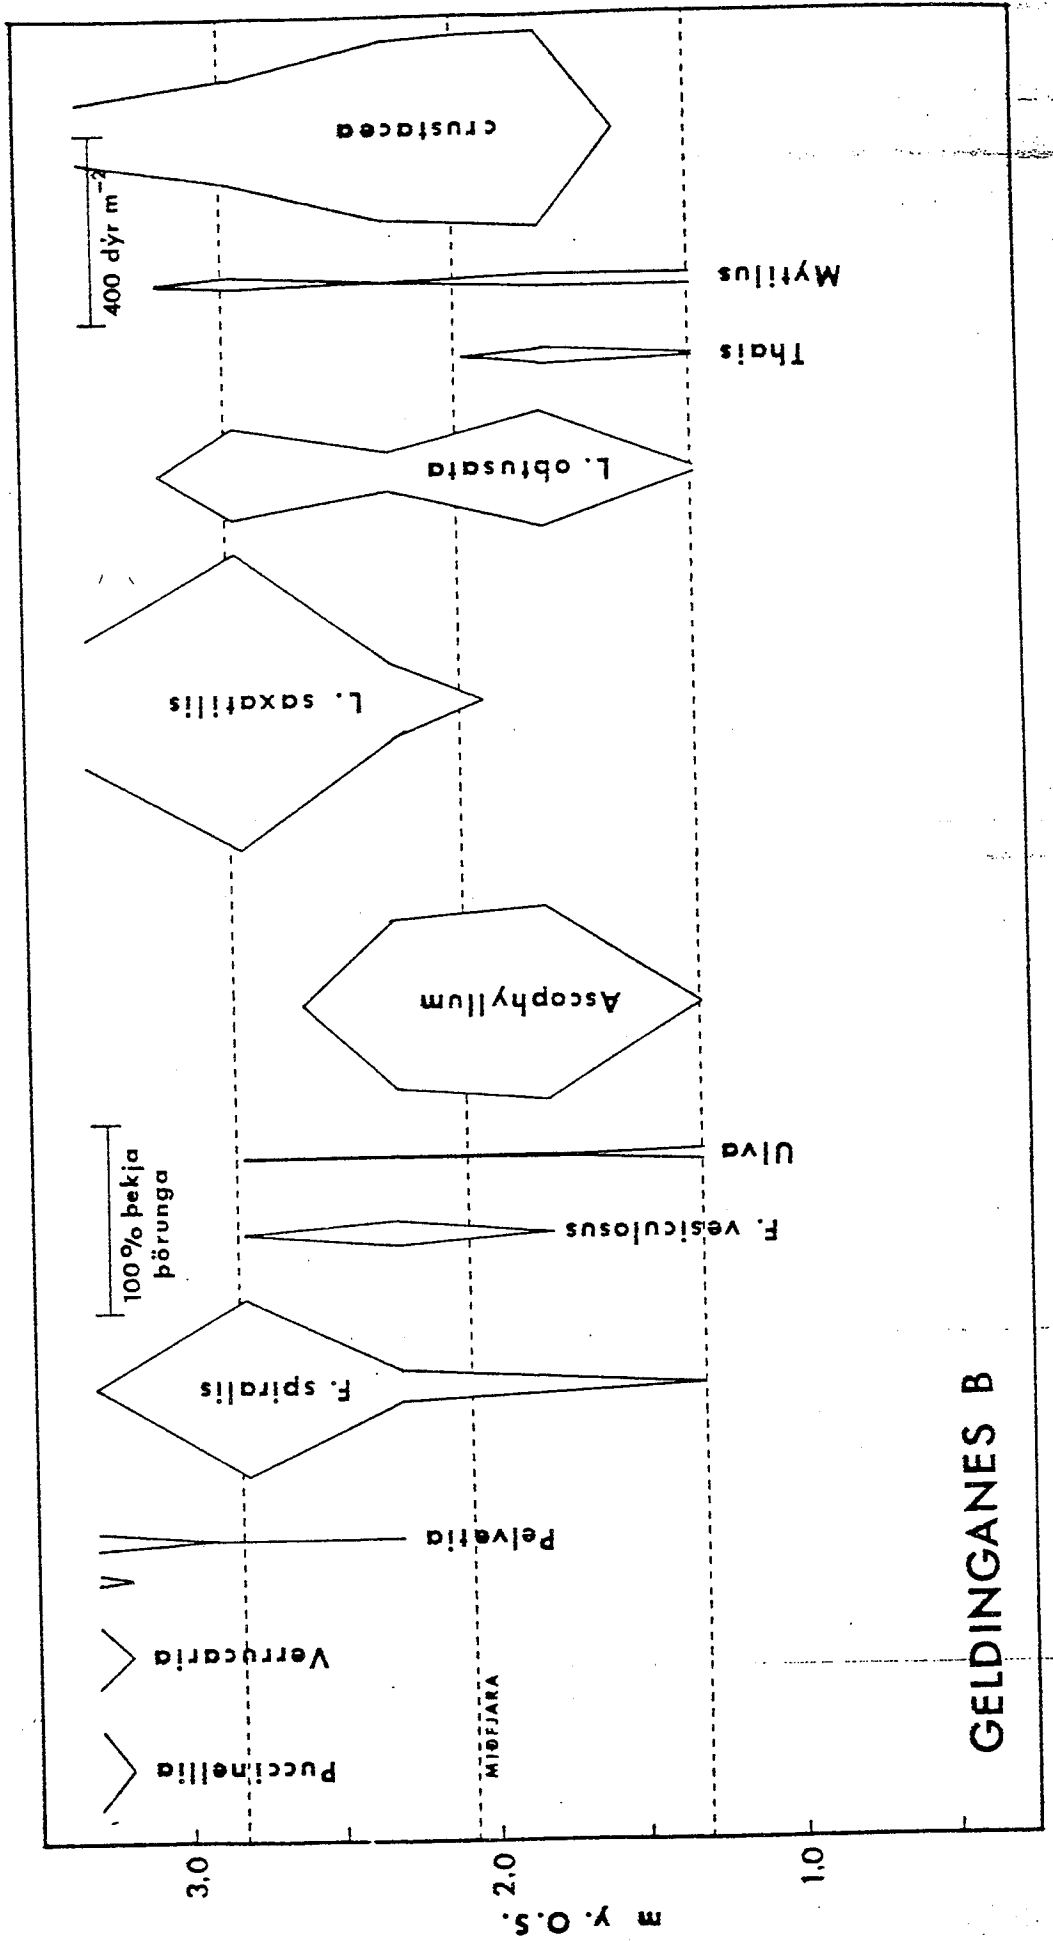 m y. O.S.
3.0
2.0
1.0
Puccinellia
Verrucaria
Pelvetia
F. spiralis
F. vesiculosus
Ulva
Ascophyllum
L. saxatilis
L. obtusata
Thais
Mytilus
crustacea
100% þekja
þörunga
400 dýr m⁻²
MIÐFJARA
GELDINGANES B